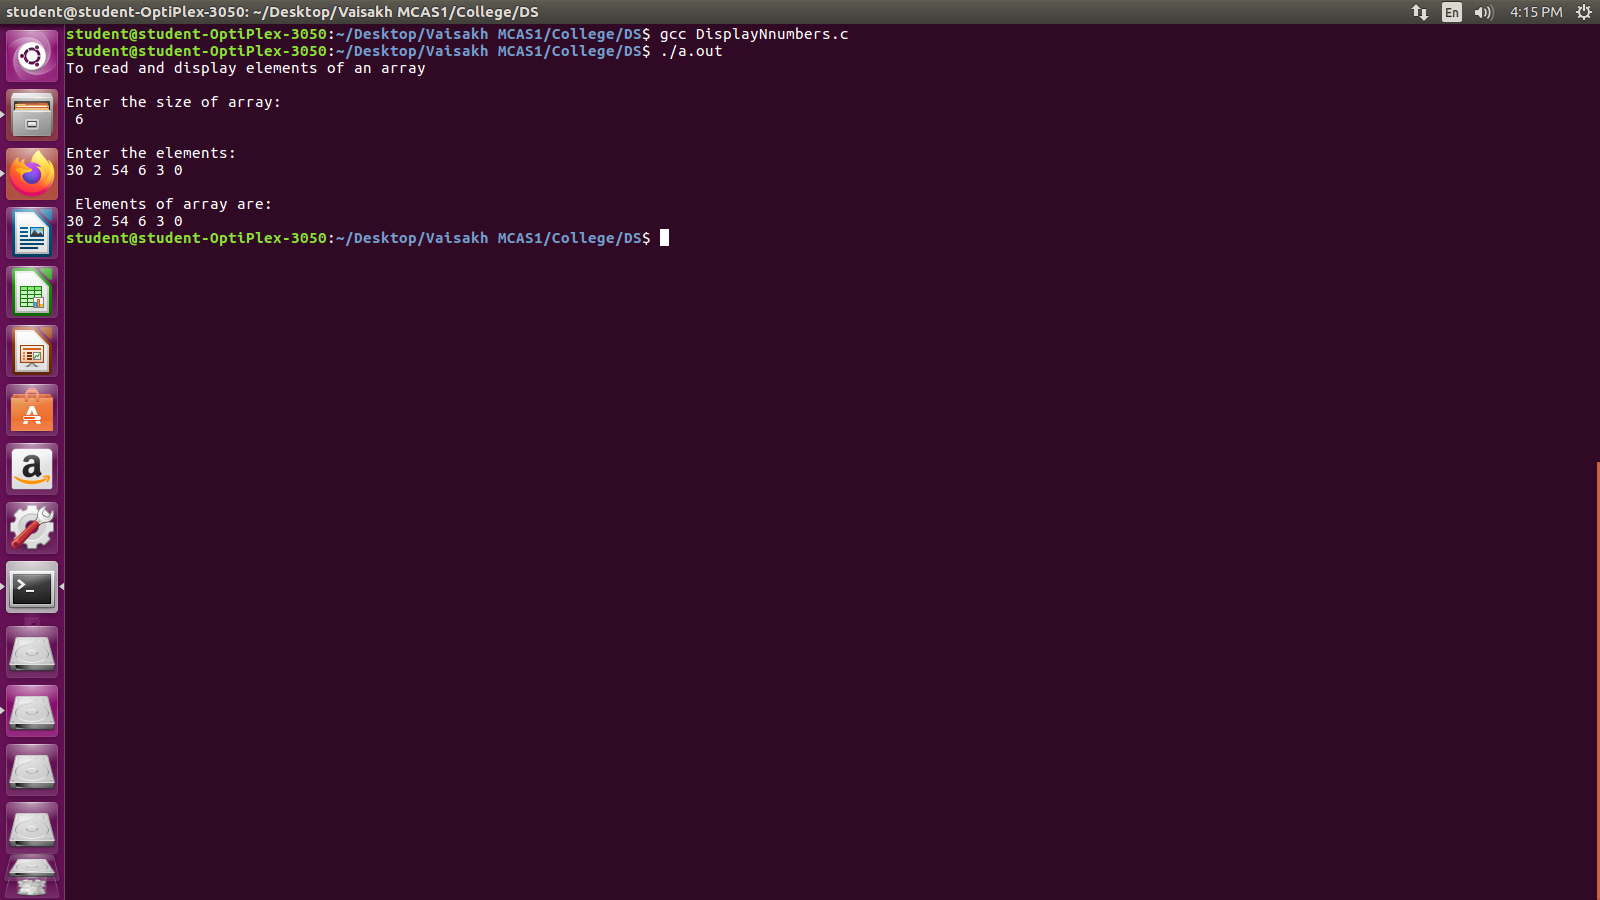 student@student-OptiPlex-3050: ~/Desktop/Vaisakh MCAS1/College/DS
En
4:15 PM
student@student-OptiPlex-3050:~/Desktop/Vaisakh MCAS1/College/DS$ gcc DisplayNnumbers.c
student@student-OptiPlex-3050:~/Desktop/Vaisakh MCAS1/College/DS$ ./a.out
To read and display elements of an array
Enter the size of array:
6
Enter the elements:
30 2 54 6 3 0
Elements of array are:
30 2 54 6 3 0
student@student-OptiPlex-3050:~/Desktop/Vaisakh MCAS1/College/DS$